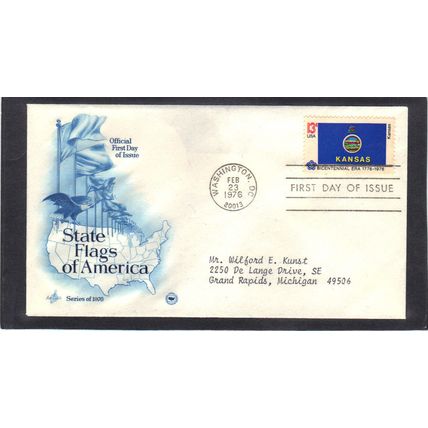 Official
First Day
of Issue
State
Flags
of America
Series of 1976
WASHINGTON, DC
FEB
23
1976
20013
13c
USA
Kansas
KANSAS
BICENTENNIAL ERA 1776-1976
FIRST DAY OF ISSUE
Mr. Wilford E. Kunst
2250 De Lange Drive, SE
Grand Rapids, Michigan 49506